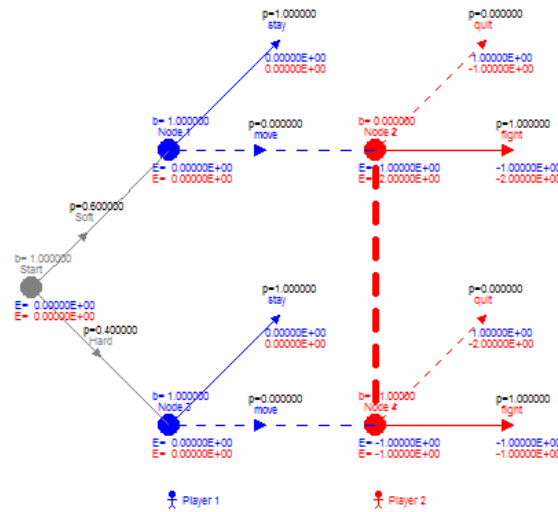 p=1.000000
stay
0.00000E+00
0.00000E+00
p=0.000000
quit
1.00000E+00
-1.00000E+00
b= 1.000000
Node 1
p=0.000000
move
b= 0.000000
Node 2
p=1.000000
fight
E= 0.00000E+00
E= 0.00000E+00
E= -1.00000E+00
E= -2.00000E+00
-1.00000E+00
-2.00000E+00
p=0.600000
Soft
b= 1.000000
Start
E= 0.00000E+00
E= 0.00000E+00
p=0.400000
Hard
p=1.000000
stay
0.00000E+00
0.00000E+00
p=0.000000
quit
1.00000E+00
-2.00000E+00
b= 1.000000
Node 3
p=0.000000
move
Node 4
p=1.000000
fight
E= 0.00000E+00
E= 0.00000E+00
E= -1.00000E+00
E= -1.00000E+00
-1.00000E+00
-1.00000E+00
Player 1
Player 2